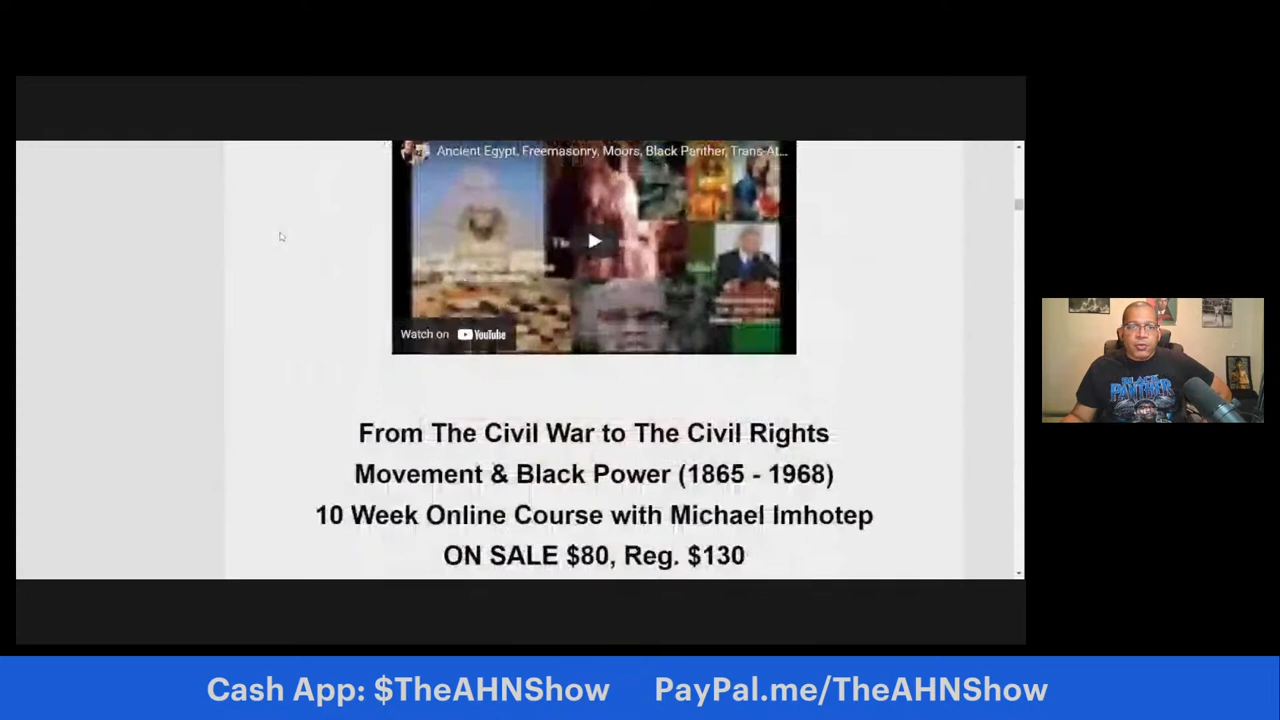 Ancient Egypt, Freemasonry, Moors, Black Panther, Trans-At...
Watch on YouTube
From The Civil War to The Civil Rights
Movement & Black Power (1865 - 1968)
10 Week Online Course with Michael Imhotep
ON SALE $80, Reg. $130
BLACK
PANTHER
Cash App: $TheAHNShow PayPal.me/TheAHNShow